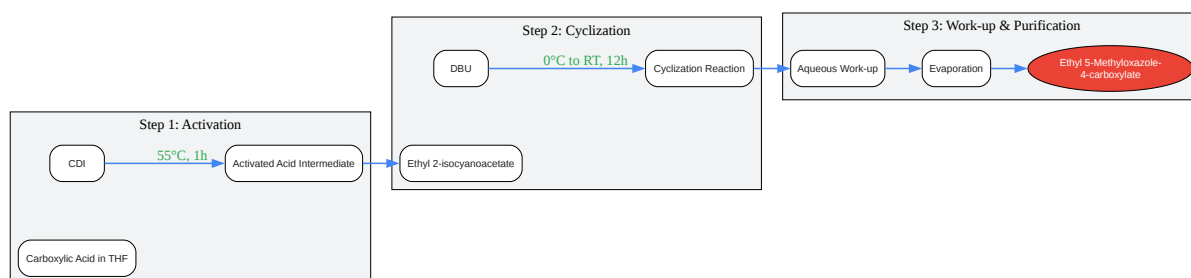 Step 1: Activation
CDI
55°C, 1h
Activated Acid Intermediate
Carboxylic Acid in THF
Step 2: Cyclization
DBU
0°C to RT, 12h
Cyclization Reaction
Ethyl 2-isocyanoacetate
Step 3: Work-up & Purification
Aqueous Work-up
Evaporation
Ethyl 5-Methyloxazole-
4-carboxylate